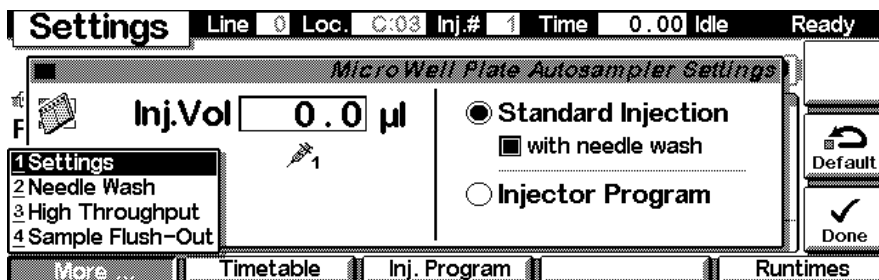 Settings Line 0 Loc. C:03 Inj.# 1 Time 0.00 Idle Ready
MicroWell Plate Autosampler Settings
F
Inj.Vol 0.0 µl
1
Standard Injection
with needle wash
Injector Program
1 Settings
2 Needle Wash
3 High Throughput
4 Sample Flush-Out
Default
Done
More ... Timetable Inj. Program Runtimes